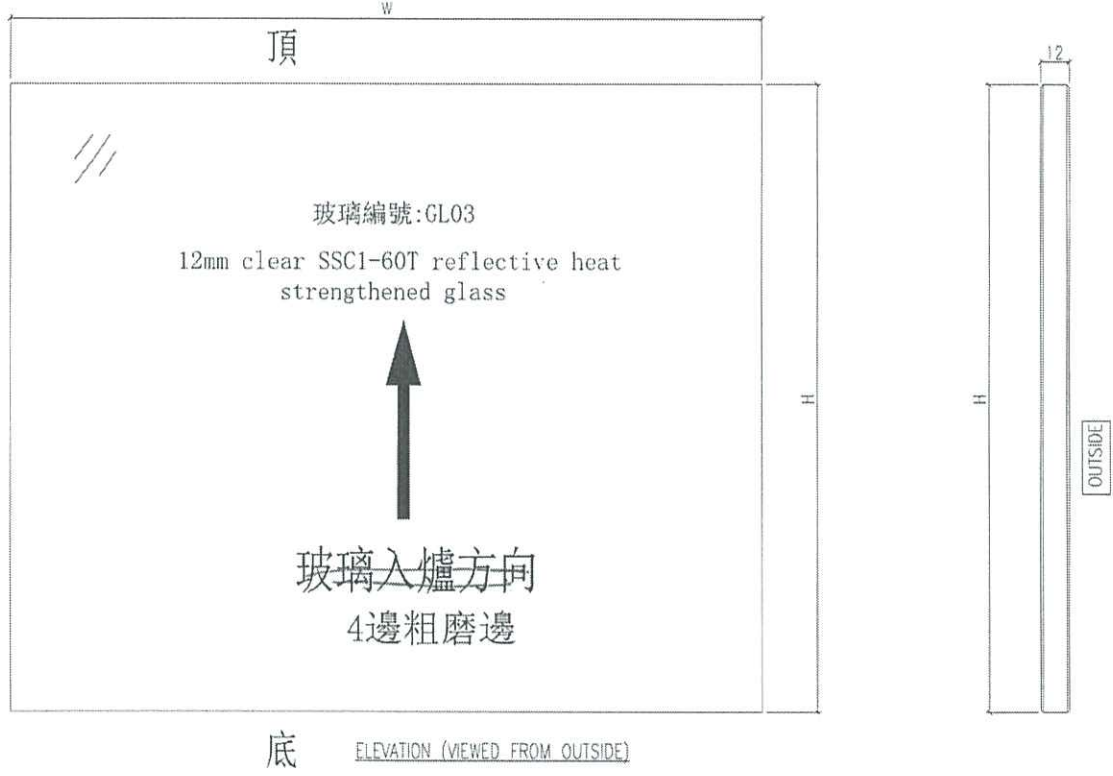 W
頂
12
玻璃編號:GL03
12mm clear SSC1-60T reflective heat
strengthened glass
H
H
OUTSIDE
玻璃入爐方向
4邊粗磨邊
底
ELEVATION (VIEWED FROM OUTSIDE)